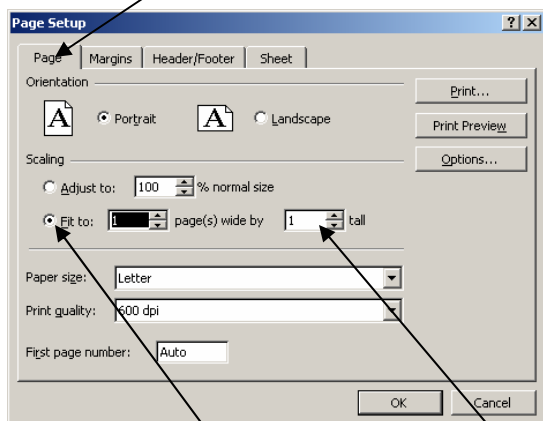 Page Setup
Page Margins Header/Footer Sheet
Orientation
A Portrait A Landscape
Print...
Print Preview
Options...
Scaling
Adjust to: 100 % normal size
Fit to: 1 page(s) wide by 1 tall
Paper size: Letter
Print quality: 600 dpi
First page number: Auto
OK Cancel